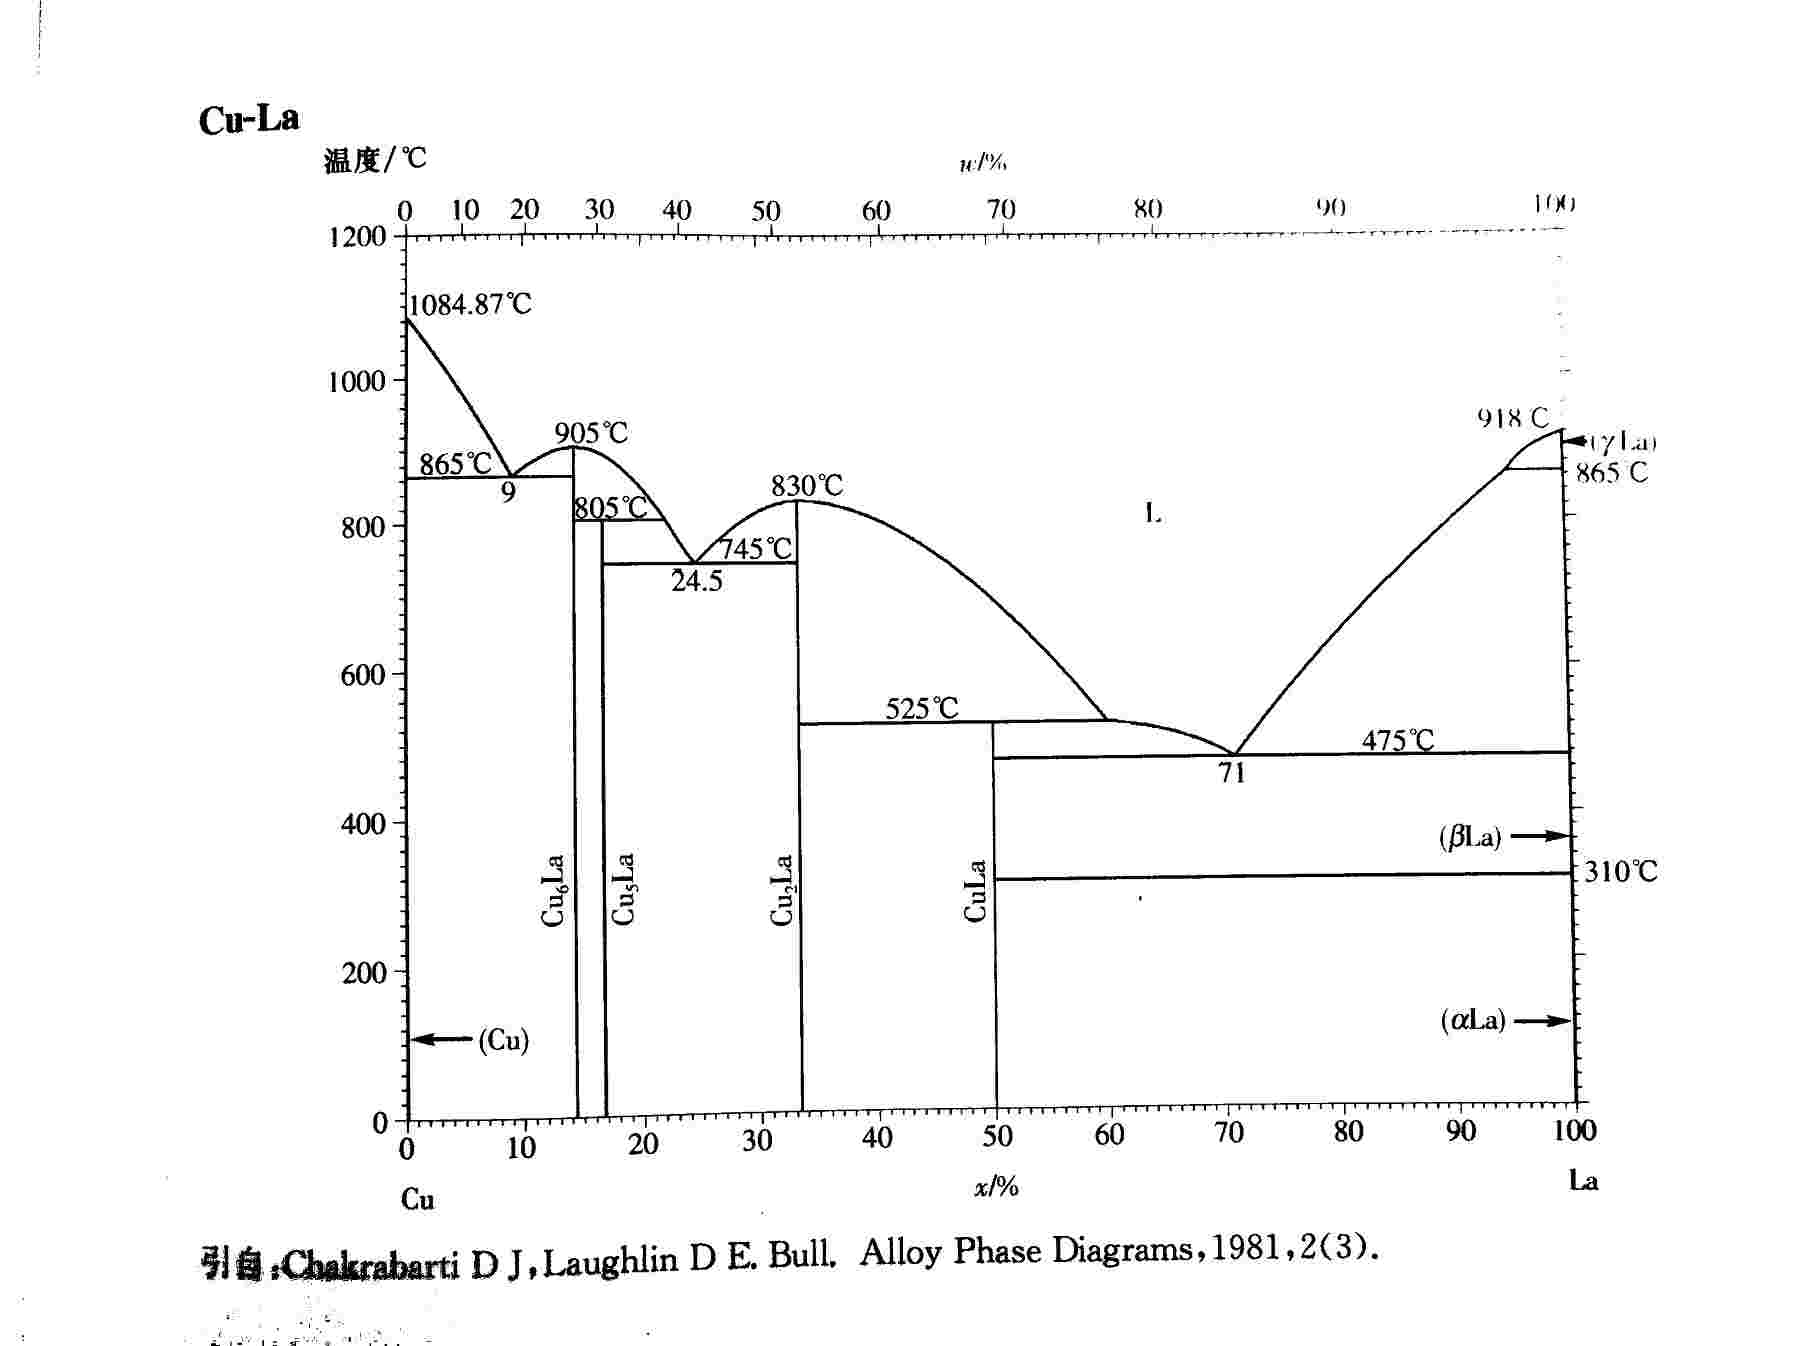 Cu-La
温度/℃
w/%
0 10 20 30 40 50 60 70 80 90 100
1200
1084.87℃
1000
918 C
905℃
(γLa)
865℃
865℃
9
830℃
805℃
L
800
745℃
24.5
600
525℃
475℃
71
400
(βLa)
310℃
Cu₆La
Cu₅La
Cu₂La
CuLa
200
(αLa)
(Cu)
0
0 10 20 30 40 50 60 70 80 90 100
Cu
x/%
La
引自:Chakrabarti D J,Laughlin D E. Bull. Alloy Phase Diagrams,1981,2(3).